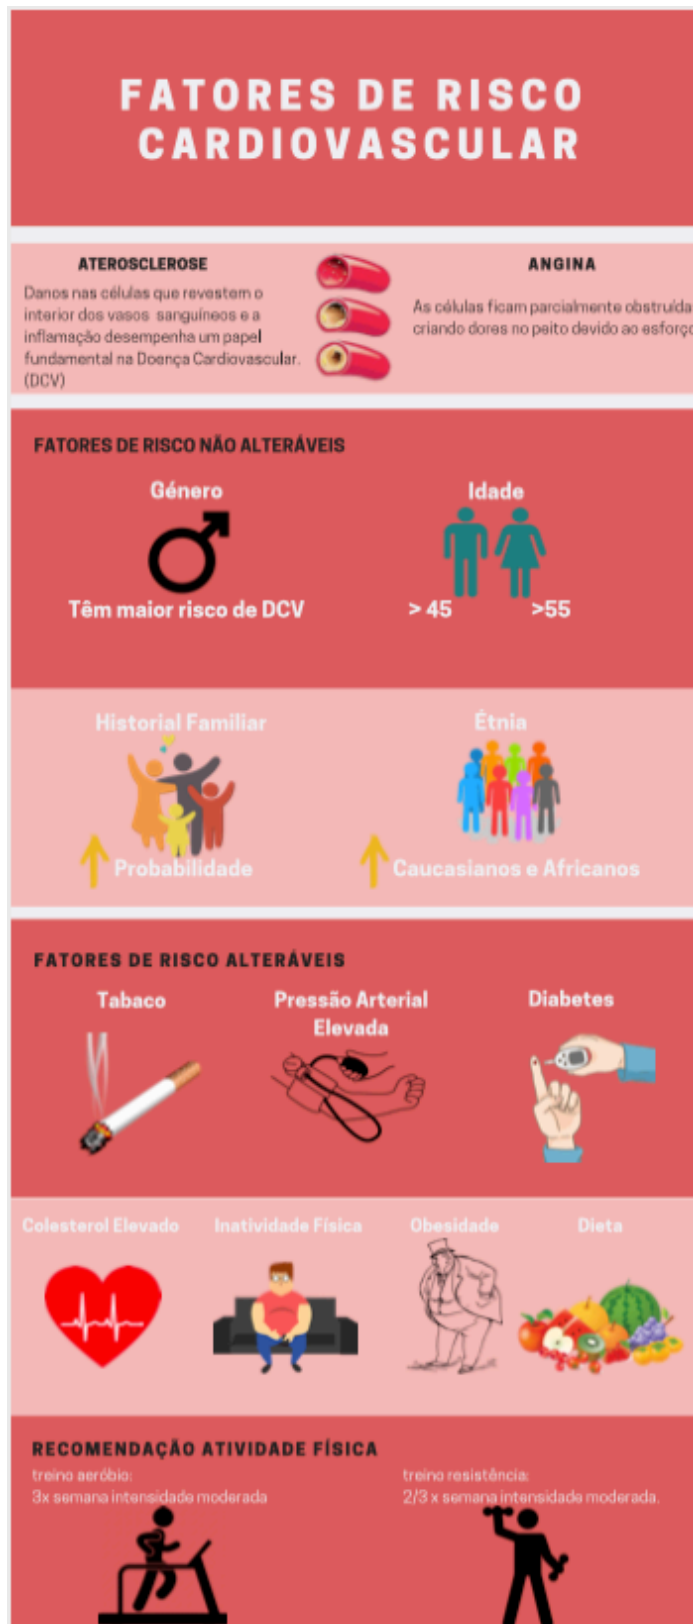 FATORES DE RISCO
CARDIOVASCULAR
ATEROSCLEROSE
Danos nas células que revestem o
interior dos vasos sanguíneos e a
inflamação desempenha um papel
fundamental na Doença Cardiovascular.
(DCV)
ANGINA
As células ficam parcialmente obstruída
criando dores no peito devido ao esforço
FATORES DE RISCO NÃO ALTERÁVEIS
Género
Têm maior risco de DCV
Idade
> 45
>55
Historial Familiar
Probabilidade
Étnia
Caucasianos e Africanos
FATORES DE RISCO ALTERÁVEIS
Tabaco
Pressão Arterial
Elevada
Diabetes
Colesterol Elevado
Inatividade Física
Obesidade
Dieta
RECOMENDAÇÃO ATIVIDADE FÍSICA
treino aeróbio:
3x semana intensidade moderada
treino resistência:
2/3 x semana intensidade moderada.